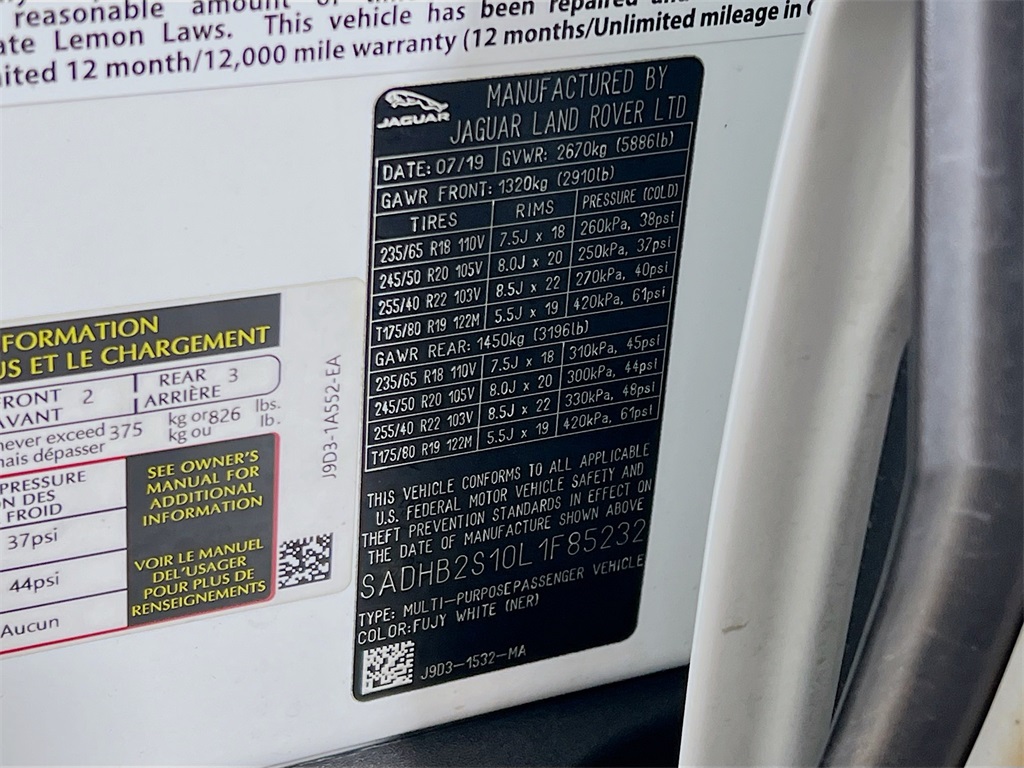 reasonable amount of
ate Lemon Laws. This vehicle has been repaired
ited 12 month/12,000 mile warranty (12 months/Unlimited mileage in (
JAGUAR
MANUFACTURED BY
JAGUAR LAND ROVER LTD
DATE: 07/19 GVWR: 2670kg (5886lb)
GAWR FRONT: 1320kg (2910lb)
TIRES RIMS PRESSURE (COLD)
235/65 R18 110V 7.5J x 18 260kPa, 38psi
245/50 R20 105V 8.0J x 20 250kPa, 37psi
255/40 R22 103V 8.5J x 22 270kPa, 40psi
T175/80 R19 122M 5.5J x 19 420kPa, 61psi
GAWR REAR: 1450kg (3196lb)
235/65 R18 110V 7.5J x 18 310kPa, 45psi
245/50 R20 105V 8.0J x 20 300kPa, 44psi
255/40 R22 103V 8.5J x 22 330kPa, 48psi
T175/80 R19 122M 5.5J x 19 420kPa, 61psi
THIS VEHICLE CONFORMS TO ALL APPLICABLE
U.S. FEDERAL MOTOR VEHICLE SAFETY AND
THEFT PREVENTION STANDARDS IN EFFECT ON
THE DATE OF MANUFACTURE SHOWN ABOVE
SADHB2S10L1F85232
TYPE: MULTI-PURPOSEPASSENGER VEHICLE
COLOR:FUJY WHITE (NER)
J9D3-1532-MA
FORMATION
US ET LE CHARGEMENT
FRONT 2 REAR 3
AVANT ARRIÈRE
never exceed 375 kg or 826 lbs.
mais dépasser kg ou lb.
PRESSURE
ON DES
FROID
37psi
44psi
Aucun
SEE OWNER'S
MANUAL FOR
ADDITIONAL
INFORMATION
VOIR LE MANUEL
DEL'USAGER
POUR PLUS DE
RENSEIGNEMENTS
J9D3-1A552-EA